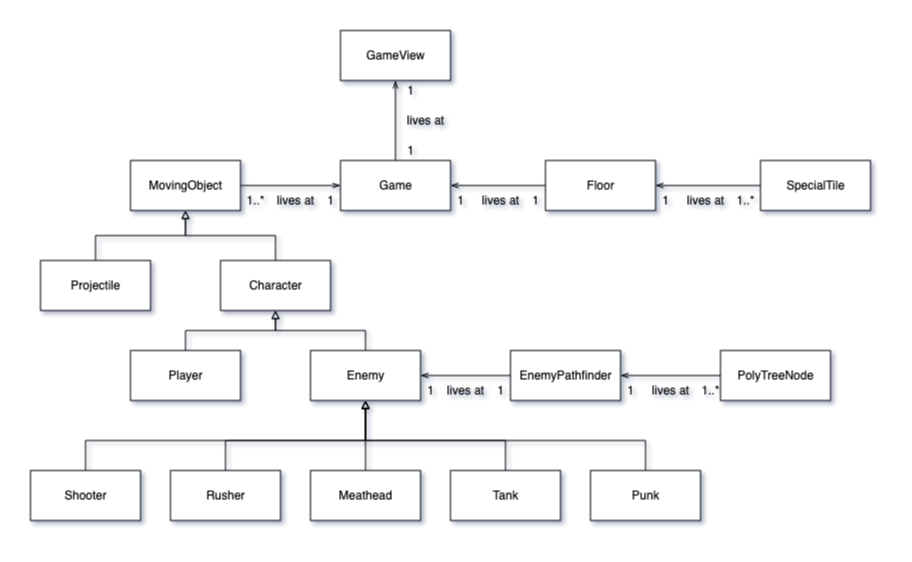 GameView
1
lives at
1
MovingObject
Game
Floor
SpecialTile
1..* lives at 1
1 lives at 1
1 lives at 1..*
Projectile
Character
Player
Enemy
EnemyPathfinder
PolyTreeNode
1 lives at 1
1 lives at 1..*
Shooter
Rusher
Meathead
Tank
Punk